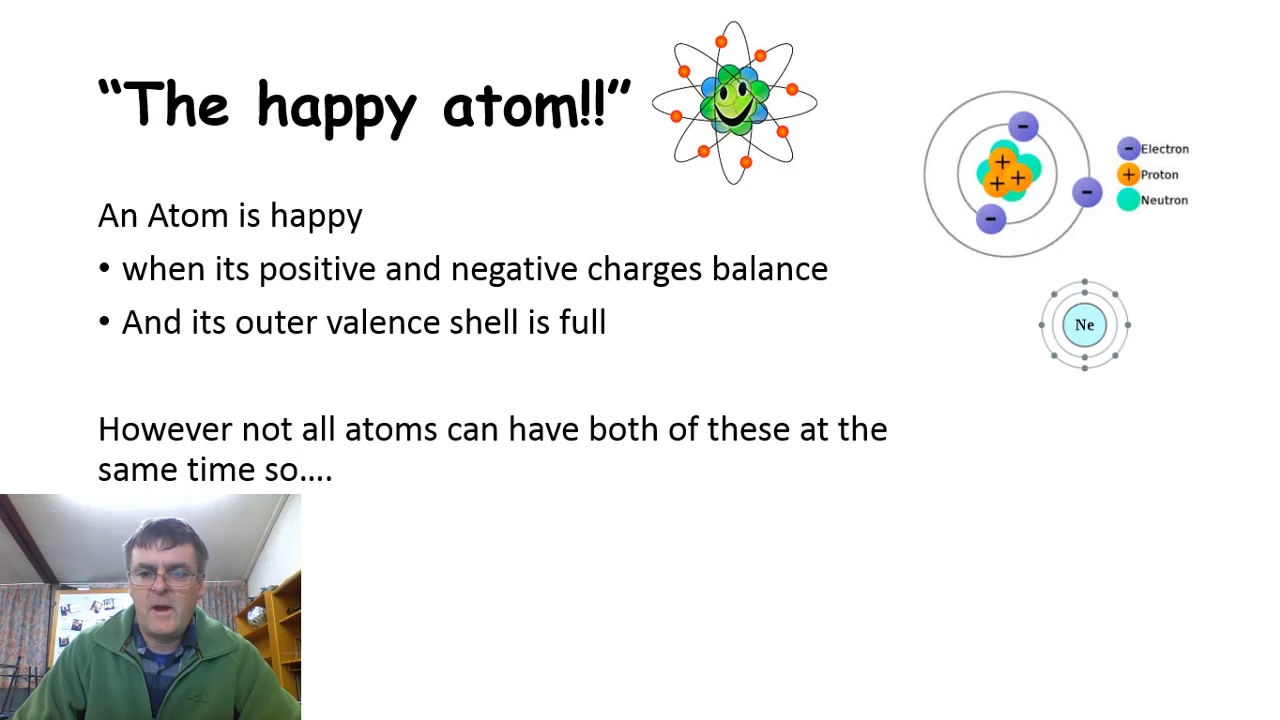 “The happy atom!!”
An Atom is happy
• when its positive and negative charges balance
• And its outer valence shell is full
However not all atoms can have both of these at the
same time so....
- Electron
+ Proton
Neutron
Ne